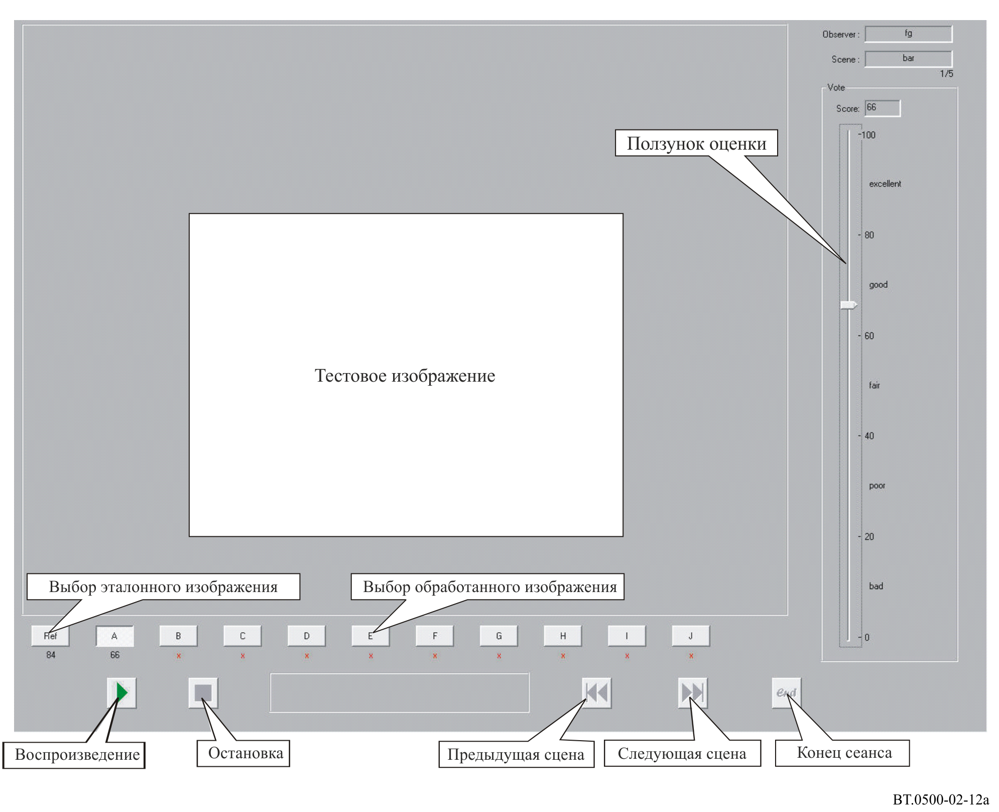 Observer : fg
Scene : bar
1/5
Vote
Score: 66
Ползунок оценки
100
excellent
80
good
60
fair
40
poor
20
bad
0
Тестовое изображение
Выбор эталонного изображения
Выбор обработанного изображения
Ref A B C D E F G H I J
84 66 x x x x x x x x x
end
Воспроизведение
Остановка
Предыдущая сцена
Следующая сцена
Конец сеанса
BT.0500-02-12a